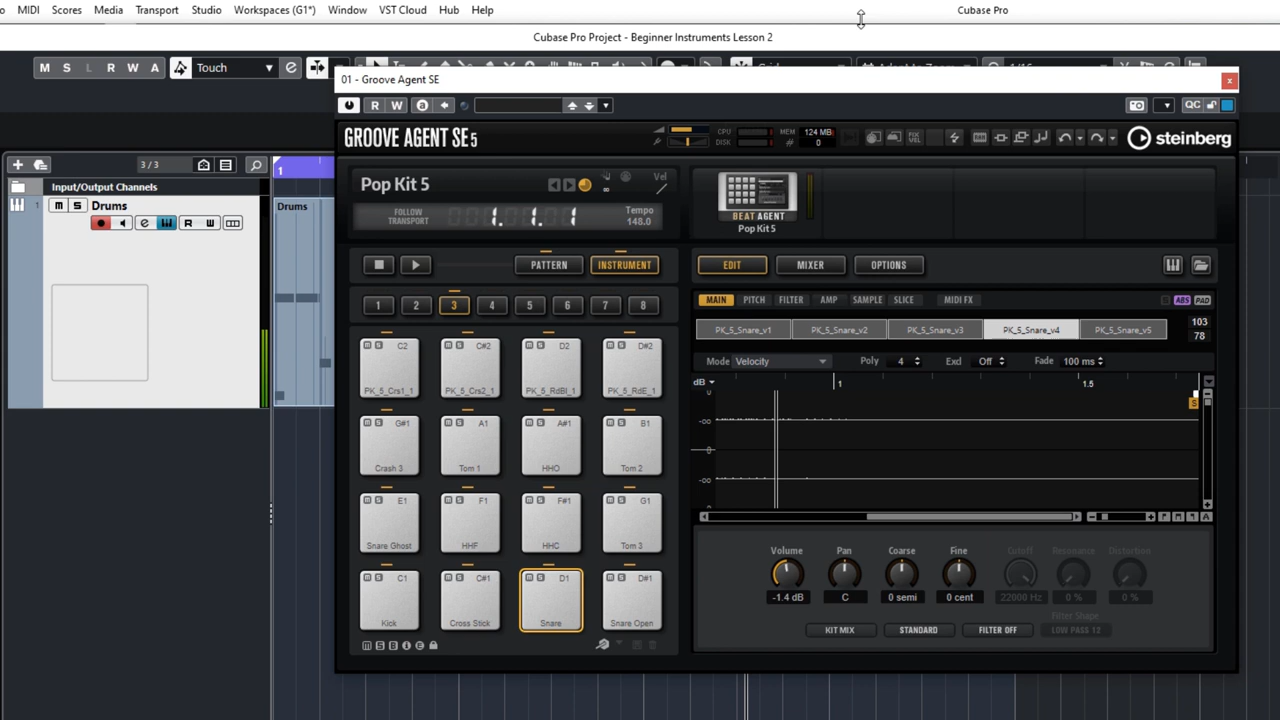 MIDI Scores Media Transport Studio Workspaces (G1*) Window VST Cloud Hub Help Cubase Pro
Cubase Pro Project - Beginner Instruments Lesson 2
M S L R W A Touch
01 - Groove Agent SE
R W a QC
GROOVE AGENT SE5 CPU DISK MEM # 124 MB 0 steinberg
3 / 3 1
Input/Output Channels
1 M S Drums
R W
Drums
Pop Kit 5 Vel
FOLLOW TRANSPORT 1. 1. 1 Tempo 148.0
BEAT AGENT
Pop Kit 5
PATTERN INSTRUMENT EDIT MIXER OPTIONS
1 2 3 4 5 6 7 8
MAIN PITCH FILTER AMP SAMPLE SLICE MIDI FX ABS PAD
PK_5_Snare_v1 PK_5_Snare_v2 PK_5_Snare_v3 PK_5_Snare_v4 PK_5_Snare_v5 103 78
Mode Velocity Poly 4 Excl Off Fade 100 ms
dB 1 1.5
0
-oo
0
-oo
C2 C#2 D2 D#2
PK_5_Crs1_1 PK_5_Crs2_1 PK_5_RdBl_1 PK_5_RdE_1
G#1 A1 A#1 B1
Crash 3 Tom 1 HHO Tom 2
E1 F1 F#1 G1
Snare Ghost HHF HHC Tom 3
C1 C#1 D1 D#1
Kick Cross Stick Snare Snare Open
Volume Pan Coarse Fine Cutoff Resonance Distortion
-1.4 dB C 0 semi 0 cent 22000 Hz 0 % 0 %
Filter Shape
KIT MIX STANDARD FILTER OFF LOW PASS 12